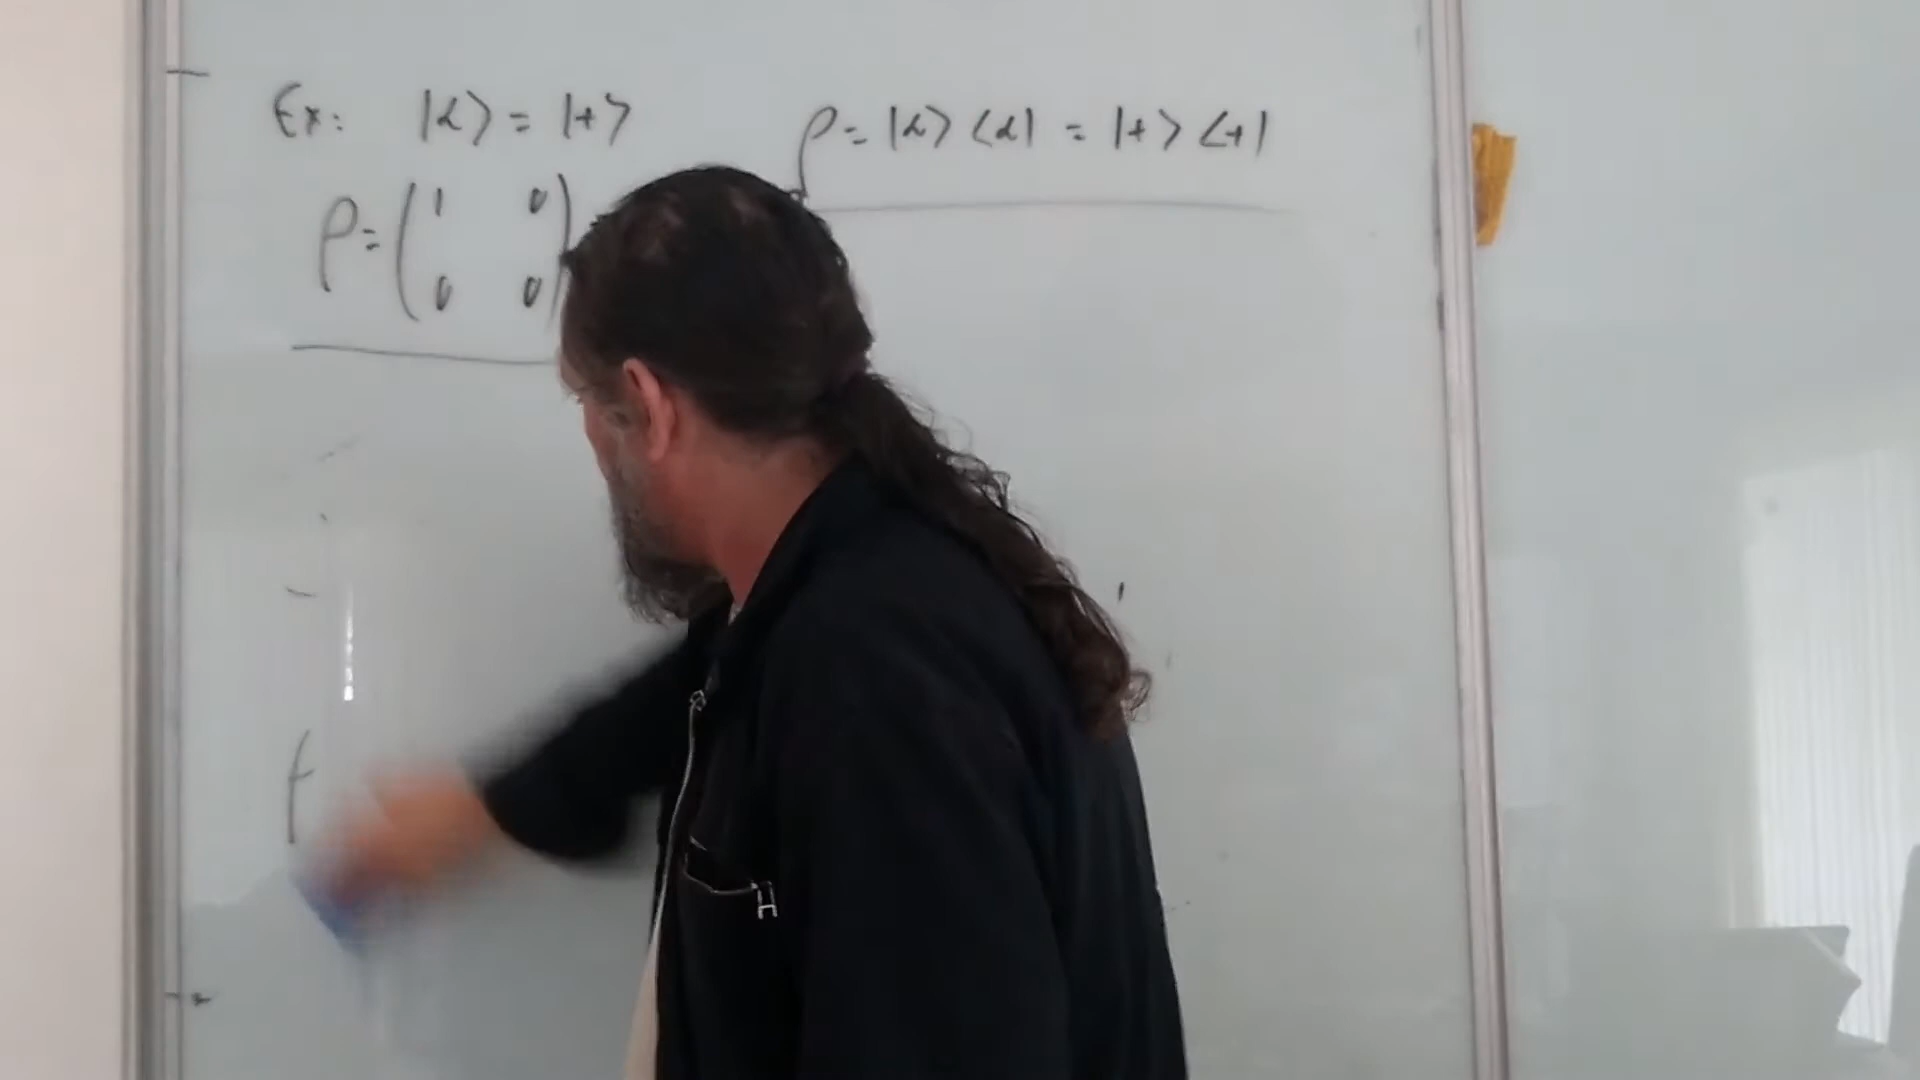 Ex: |α⟩ = |+⟩
ρ = |α⟩⟨α| = |+⟩⟨+|
ρ = (1 0
0 0)